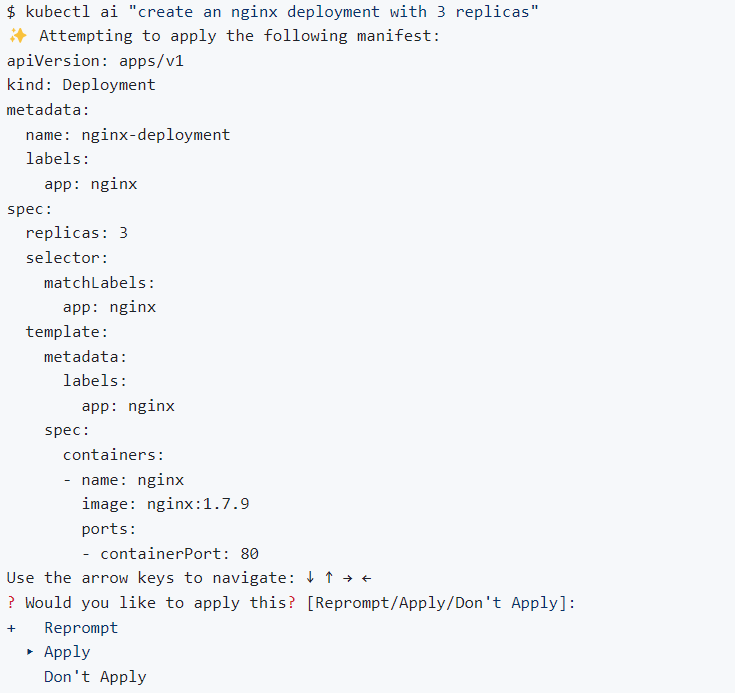 $ kubectl ai "create an nginx deployment with 3 replicas"
✨ Attempting to apply the following manifest:
apiVersion: apps/v1
kind: Deployment
metadata:
  name: nginx-deployment
  labels:
    app: nginx
spec:
  replicas: 3
  selector:
    matchLabels:
      app: nginx
  template:
    metadata:
      labels:
        app: nginx
    spec:
      containers:
      - name: nginx
        image: nginx:1.7.9
        ports:
        - containerPort: 80
Use the arrow keys to navigate: ↓ ↑ → ←
? Would you like to apply this? [Reprompt/Apply/Don't Apply]:
+   Reprompt
  ▸ Apply
    Don't Apply